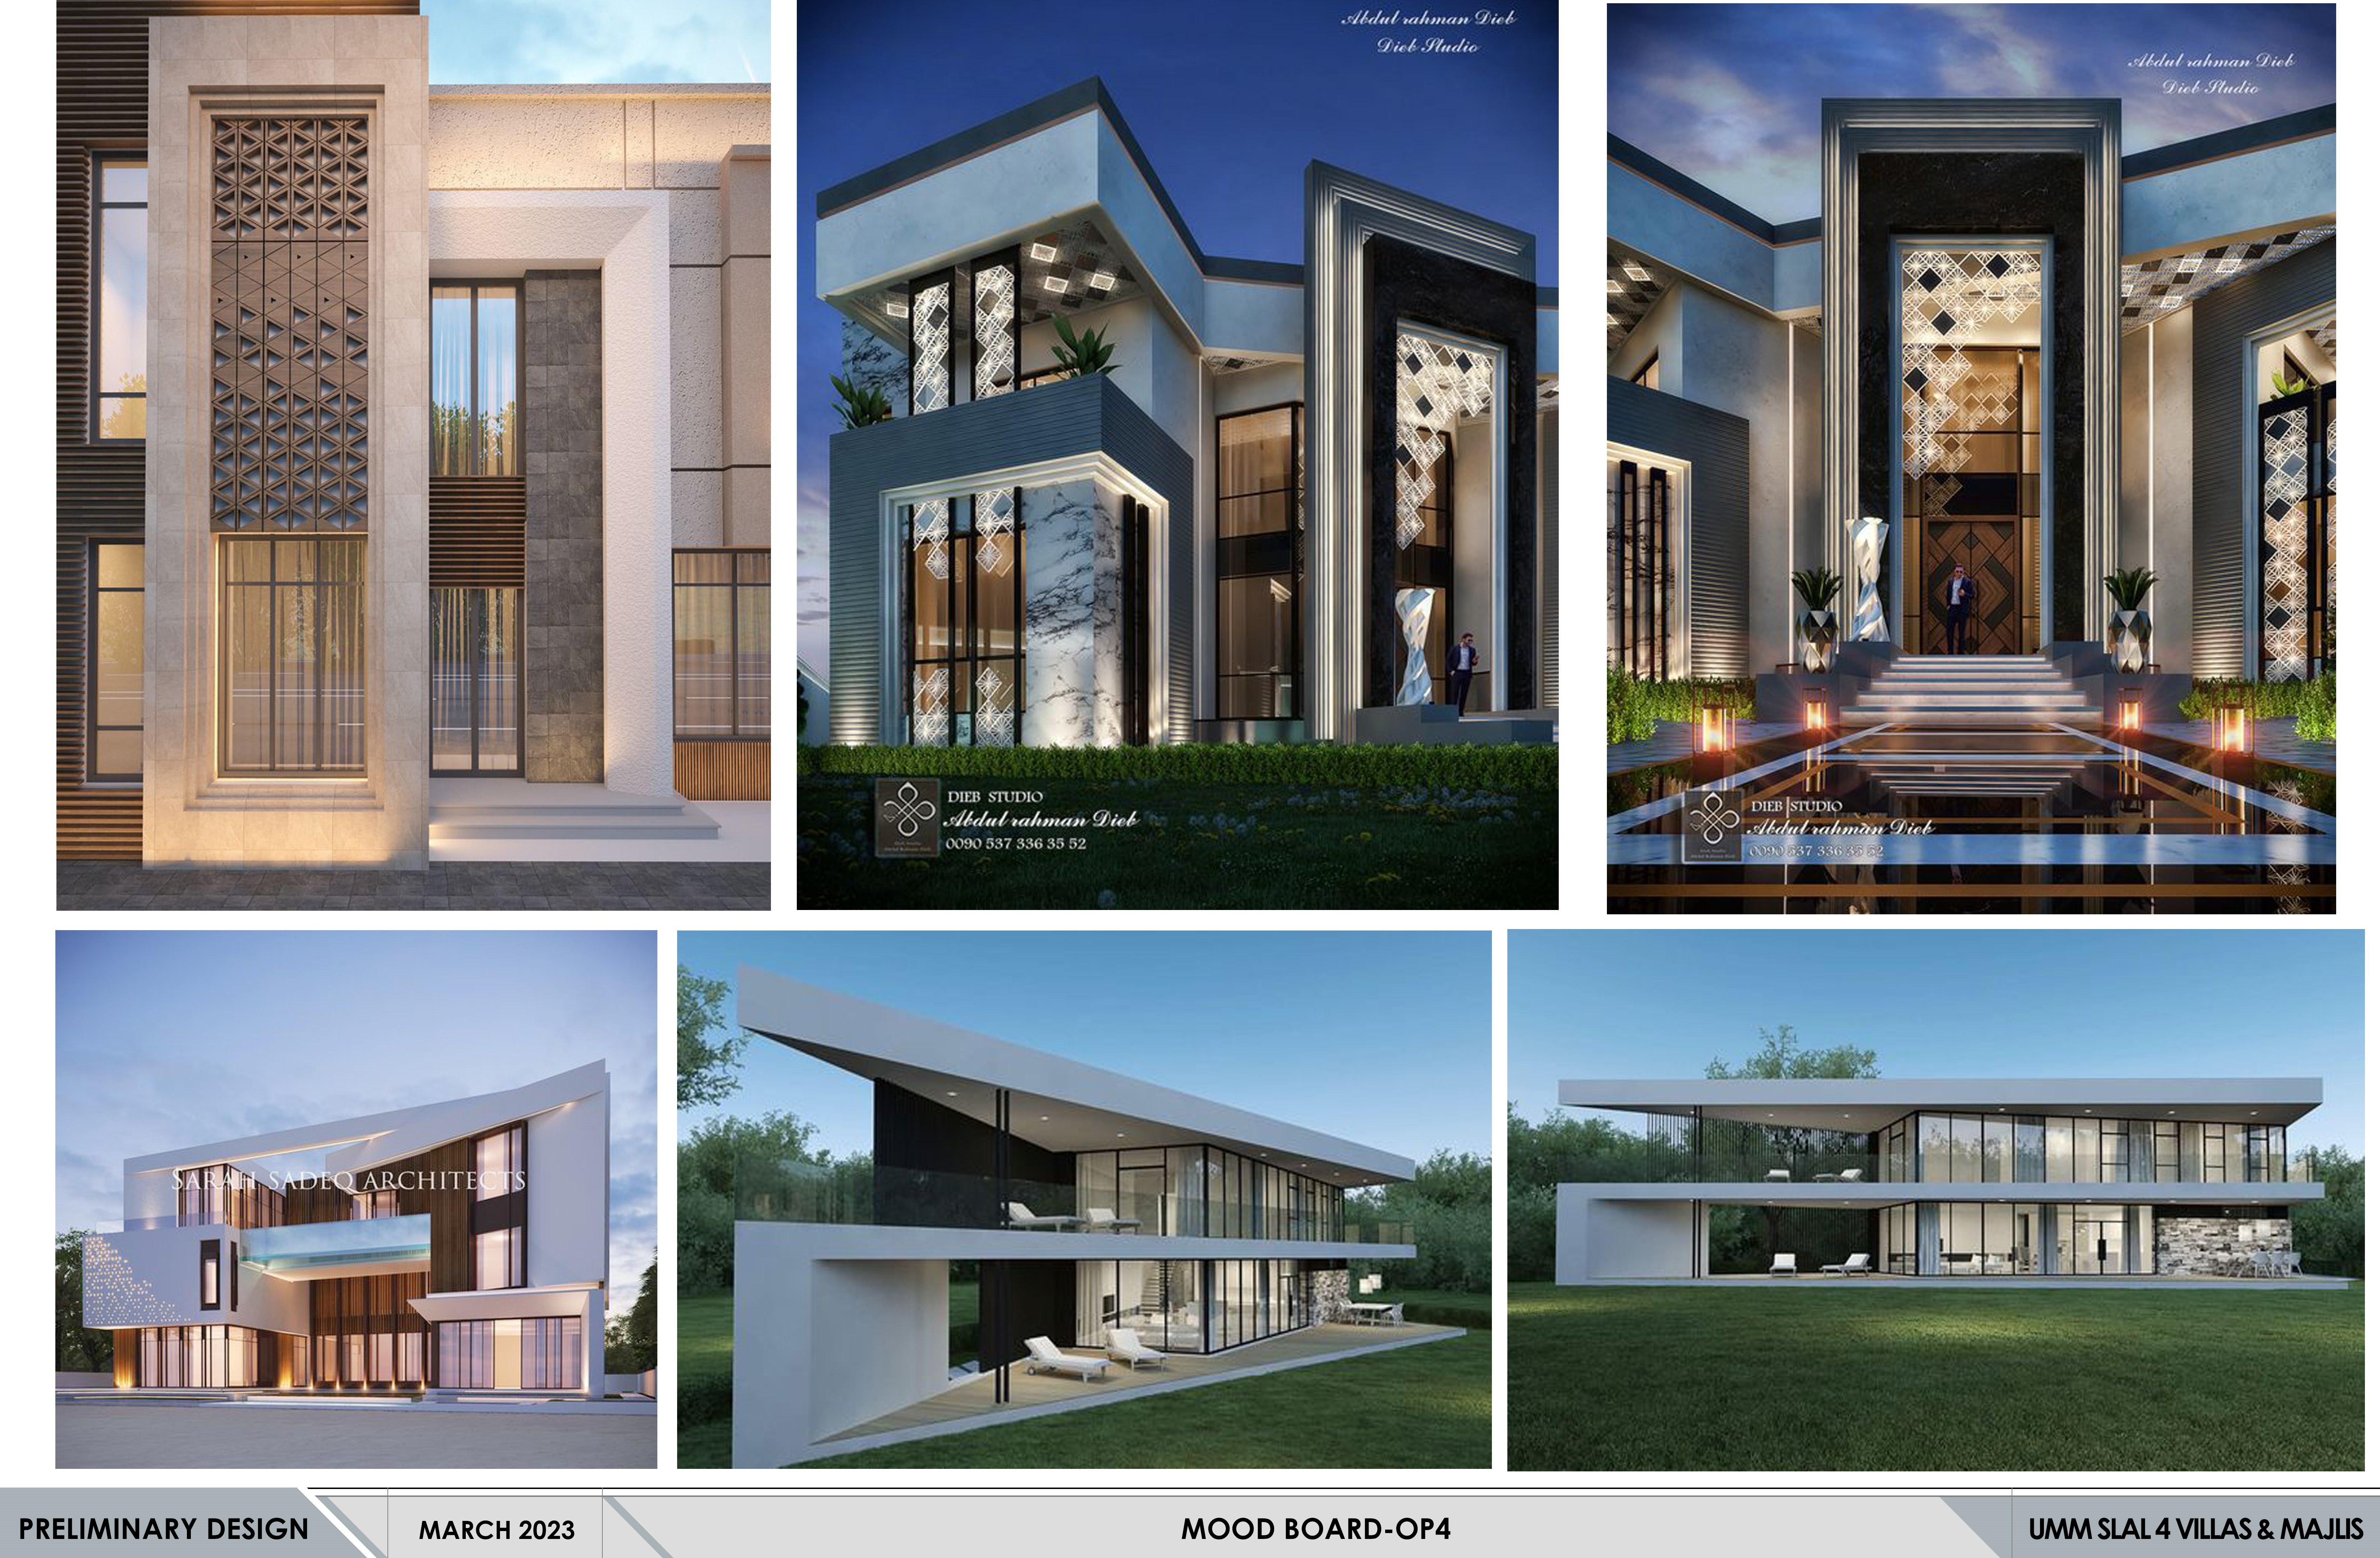 Abdul rahman Dieb
Dieb Studio
Abdul rahman Dieb
Dieb Studio
DIEB STUDIO
Abdul rahman Dieb
0090 537 336 35 52
DIEB STUDIO
Abdul rahman Dieb
0090 537 336 35 52
SARAH SADEQ ARCHITECTS
PRELIMINARY DESIGN
MARCH 2023
MOOD BOARD-OP4
UMM SLAL 4 VILLAS & MAJLIS